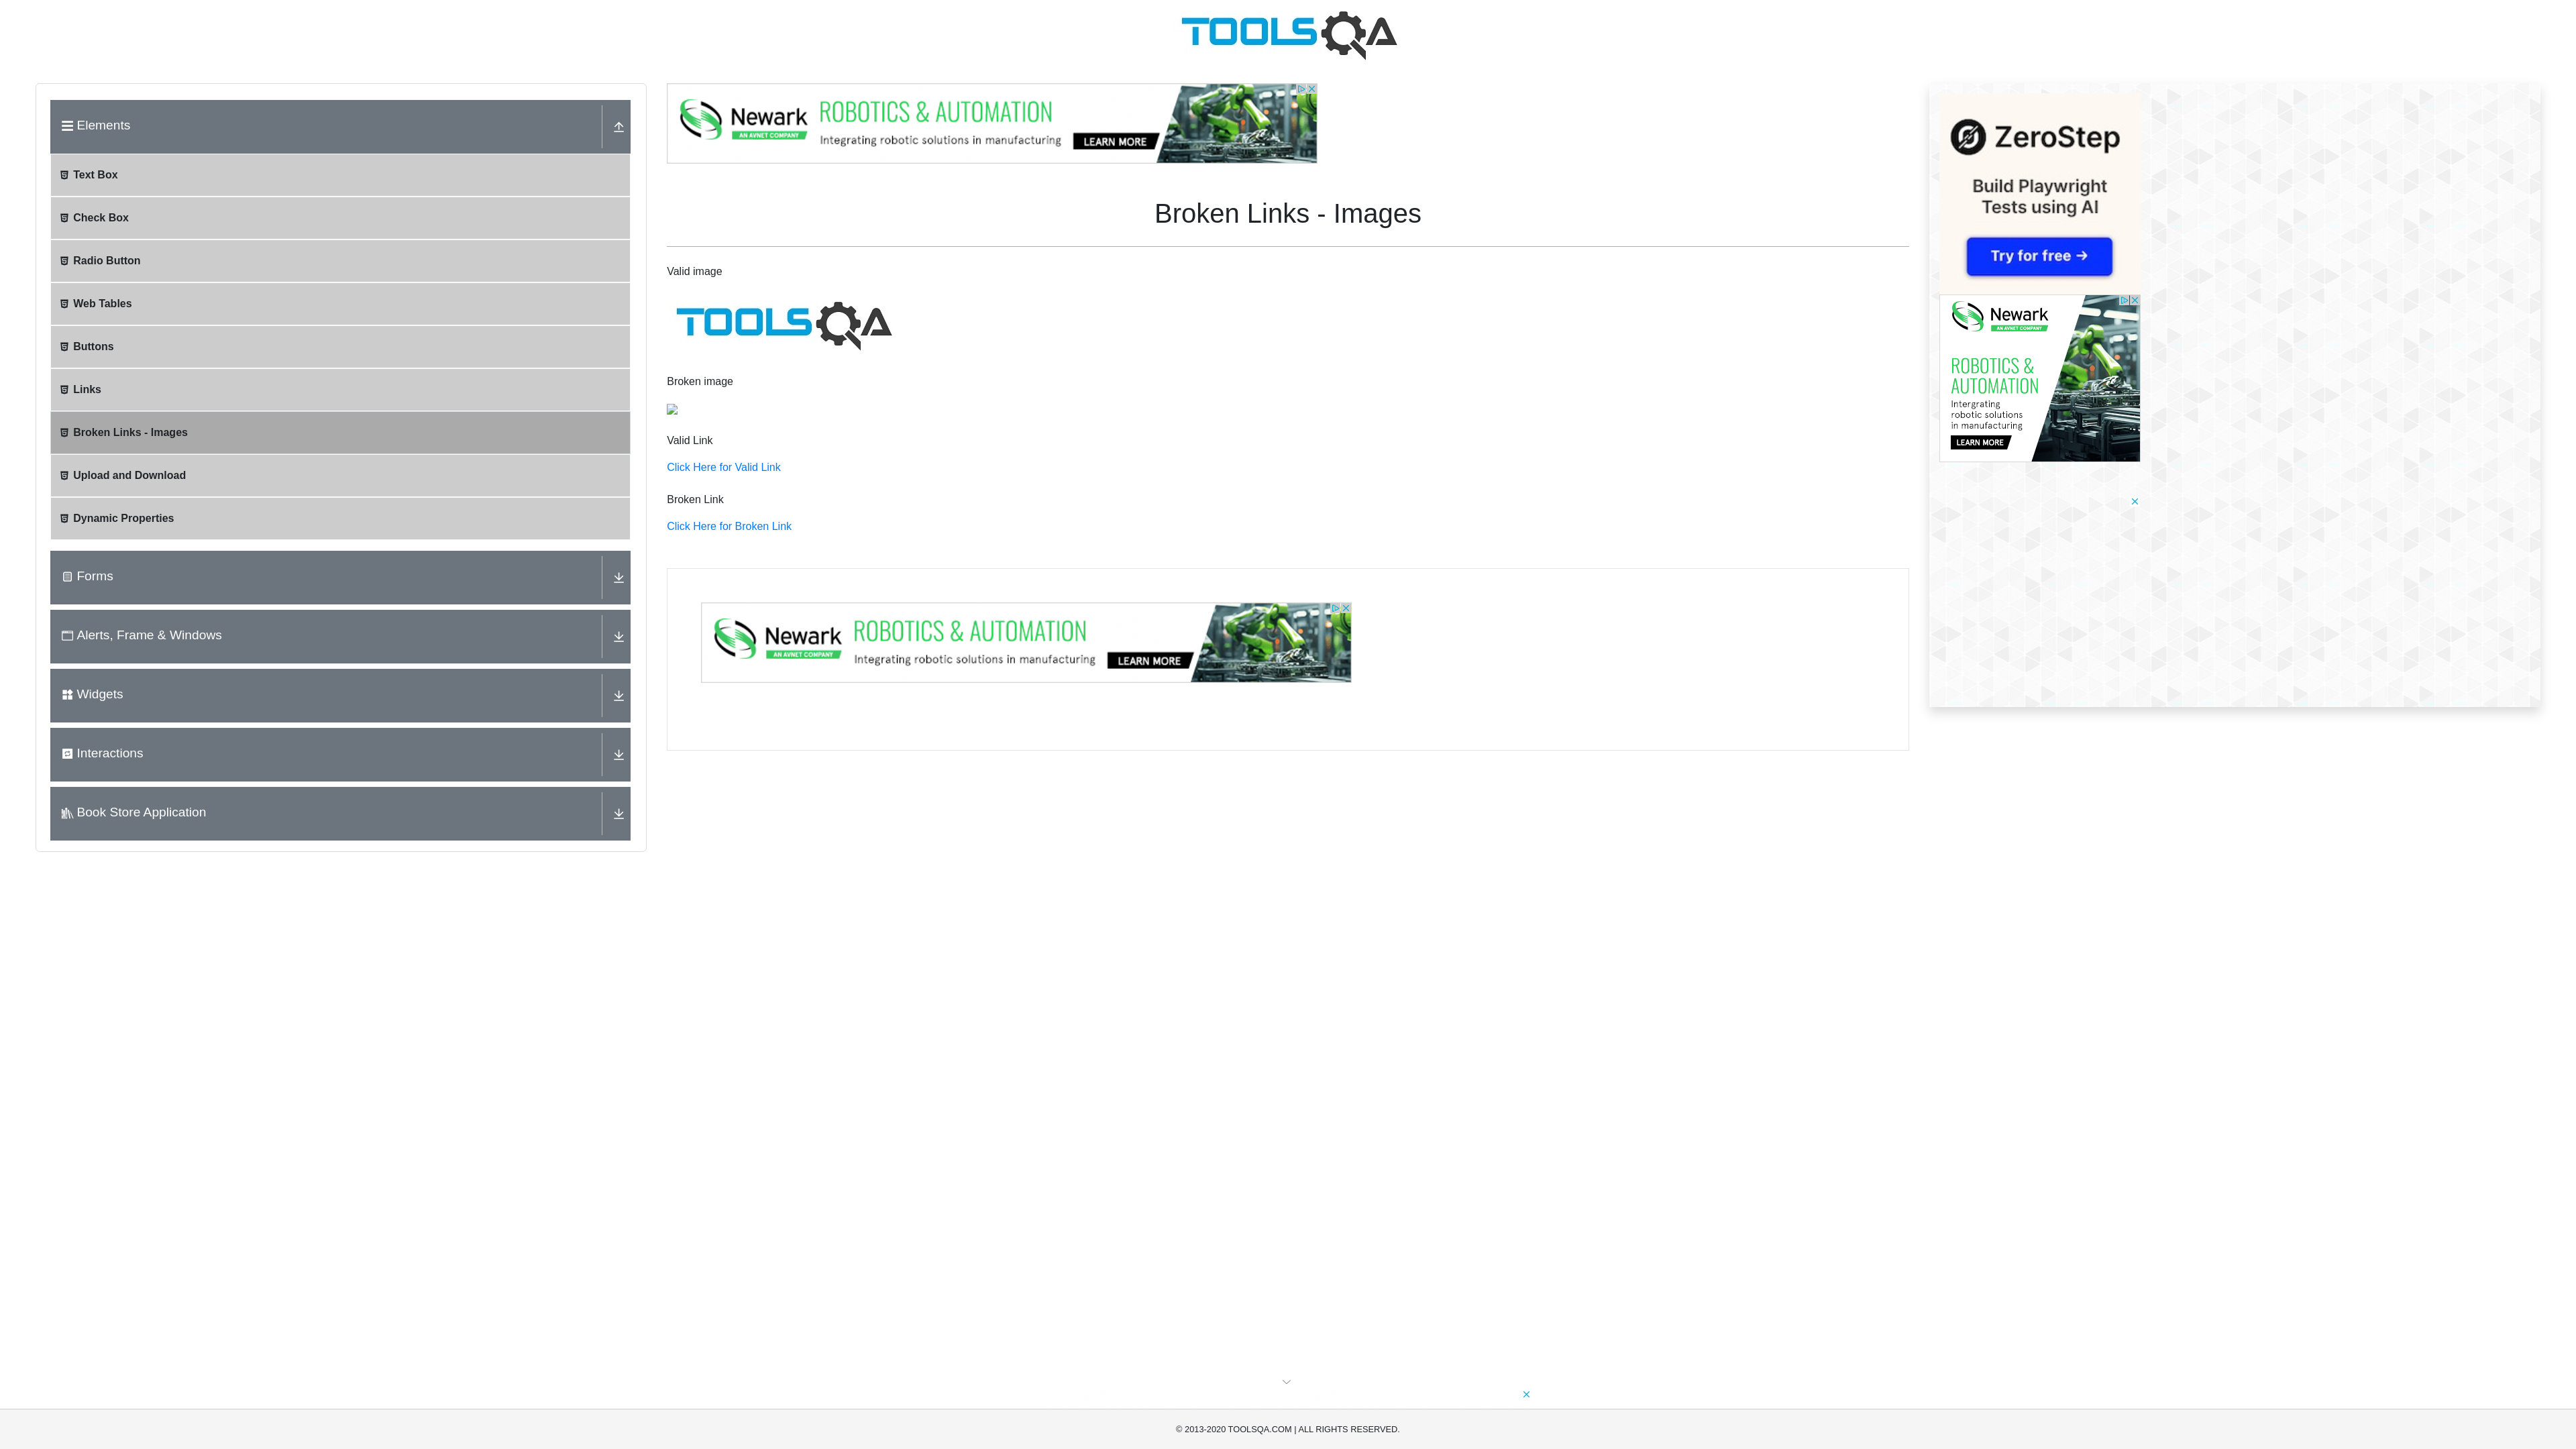 TOOLSQA
Elements
Text Box
Check Box
Radio Button
Web Tables
Buttons
Links
Broken Links - Images
Upload and Download
Dynamic Properties
Forms
Alerts, Frame & Windows
Widgets
Interactions
Book Store Application
Newark
AN AVNET COMPANY
ROBOTICS & AUTOMATION
Integrating robotic solutions in manufacturing
LEARN MORE
Broken Links - Images
Valid image
TOOLSQA
Broken image
Valid Link
Click Here for Valid Link
Broken Link
Click Here for Broken Link
Newark
AN AVNET COMPANY
ROBOTICS & AUTOMATION
Integrating robotic solutions in manufacturing
LEARN MORE
ZeroStep
Build Playwright
Tests using AI
Try for free →
Newark
AN AVNET COMPANY
ROBOTICS &
AUTOMATION
Intergrating
robotic solutions
in manufacturing
LEARN MORE
© 2013-2020 TOOLSQA.COM | ALL RIGHTS RESERVED.